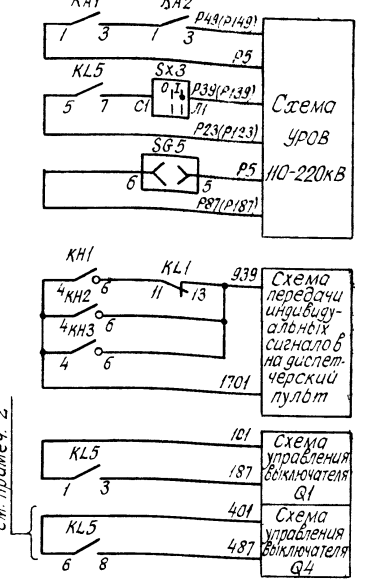 KA1 KA2
1 3 1 3 P49(P149)
P5
KL5 SX3 P39(P139)
5 7 C1 O I Л1
P23(P123)
SG5
6 5 P5
P87(P187)
Схема
УРОВ
110-220кВ
KH1
4 6 KL1 939
KH2 11 13
4 6
KH3
4 6
1701
Схема
передачи
индивиду-
альных
сигналов
на диспет-
черский
пульт
101
KL5
1 3 187
Схема
управления
выключателя
Q1
401
KL5
6 8 487
Схема
управления
выключателя
Q4
см. примеч. 2